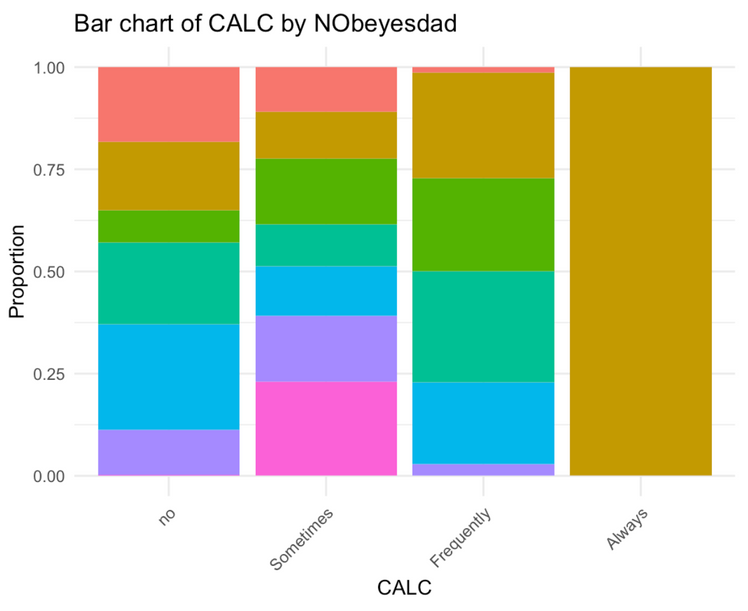 Bar chart of CALC by NObeyesdad
1.00
0.75
0.50
0.25
0.00
Proportion
no
Sometimes
Frequently
Always
CALC